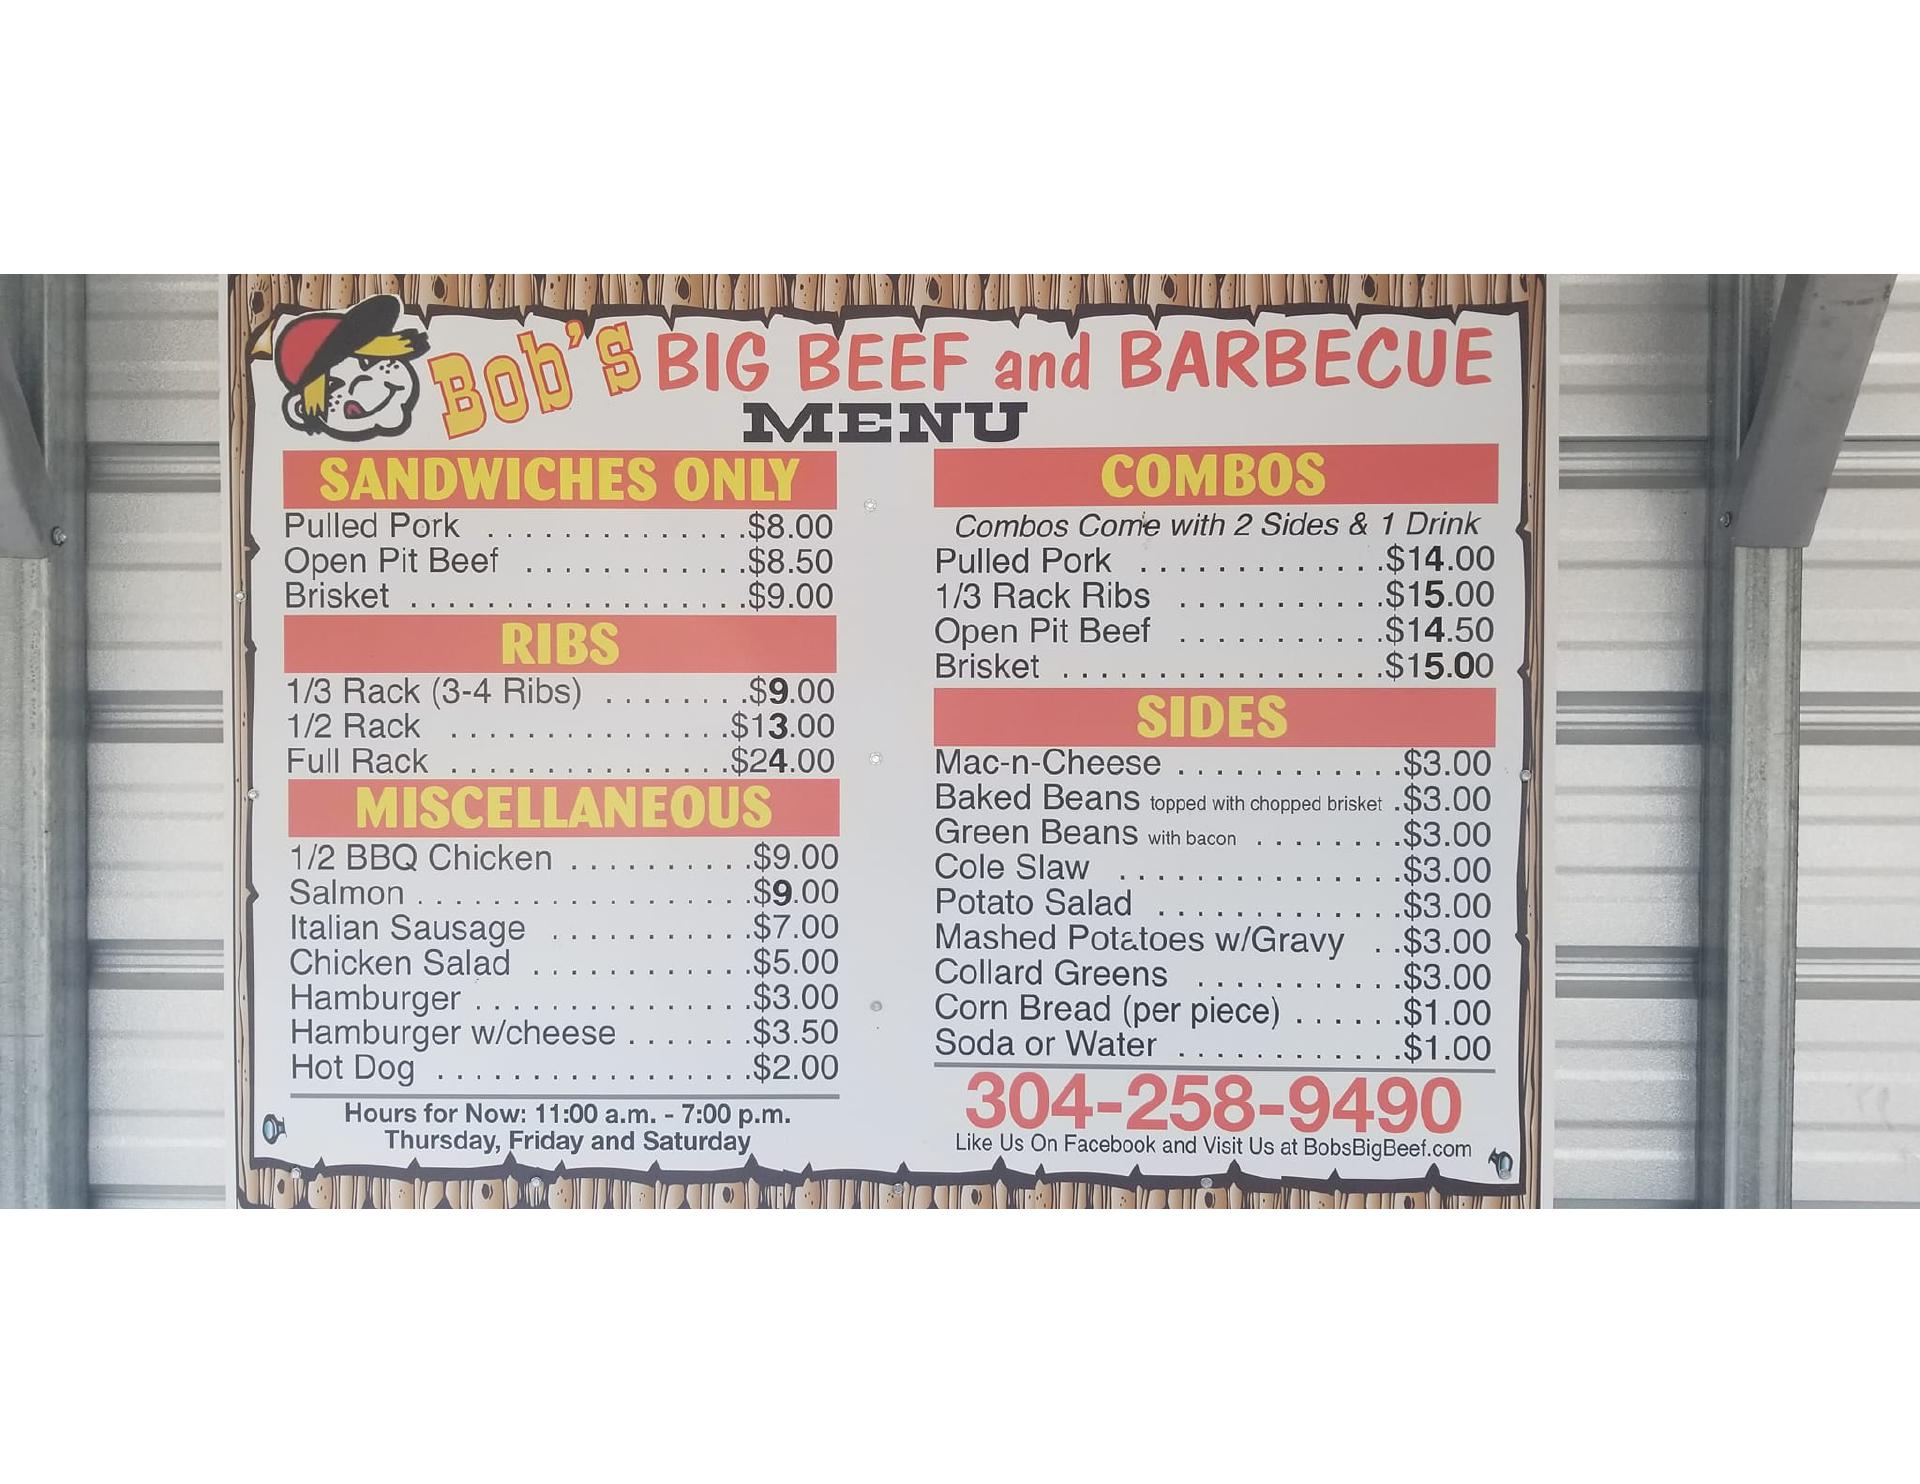 Bob's BIG BEEF and BARBECUE
MENU
SANDWICHES ONLY
Pulled Pork ..............$8.00
Open Pit Beef ............$8.50
Brisket ...................$9.00
RIBS
1/3 Rack (3-4 Ribs) ........$9.00
1/2 Rack ................$13.00
Full Rack ................$24.00
MISCELLANEOUS
1/2 BBQ Chicken ..........$9.00
Salmon ..................$9.00
Italian Sausage ...........$7.00
Chicken Salad ............$5.00
Hamburger ...............$3.00
Hamburger w/cheese .......$3.50
Hot Dog .................$2.00
Hours for Now: 11:00 a.m. - 7:00 p.m.
Thursday, Friday and Saturday
COMBOS
Combos Come with 2 Sides & 1 Drink
Pulled Pork .............$14.00
1/3 Rack Ribs ...........$15.00
Open Pit Beef ...........$14.50
Brisket .................$15.00
SIDES
Mac-n-Cheese ............$3.00
Baked Beans topped with chopped brisket .$3.00
Green Beans with bacon ........$3.00
Cole Slaw ...............$3.00
Potato Salad .............$3.00
Mashed Potatoes w/Gravy ..$3.00
Collard Greens ...........$3.00
Corn Bread (per piece) ......$1.00
Soda or Water ............$1.00
304-258-9490
Like Us On Facebook and Visit Us at BobsBigBeef.com